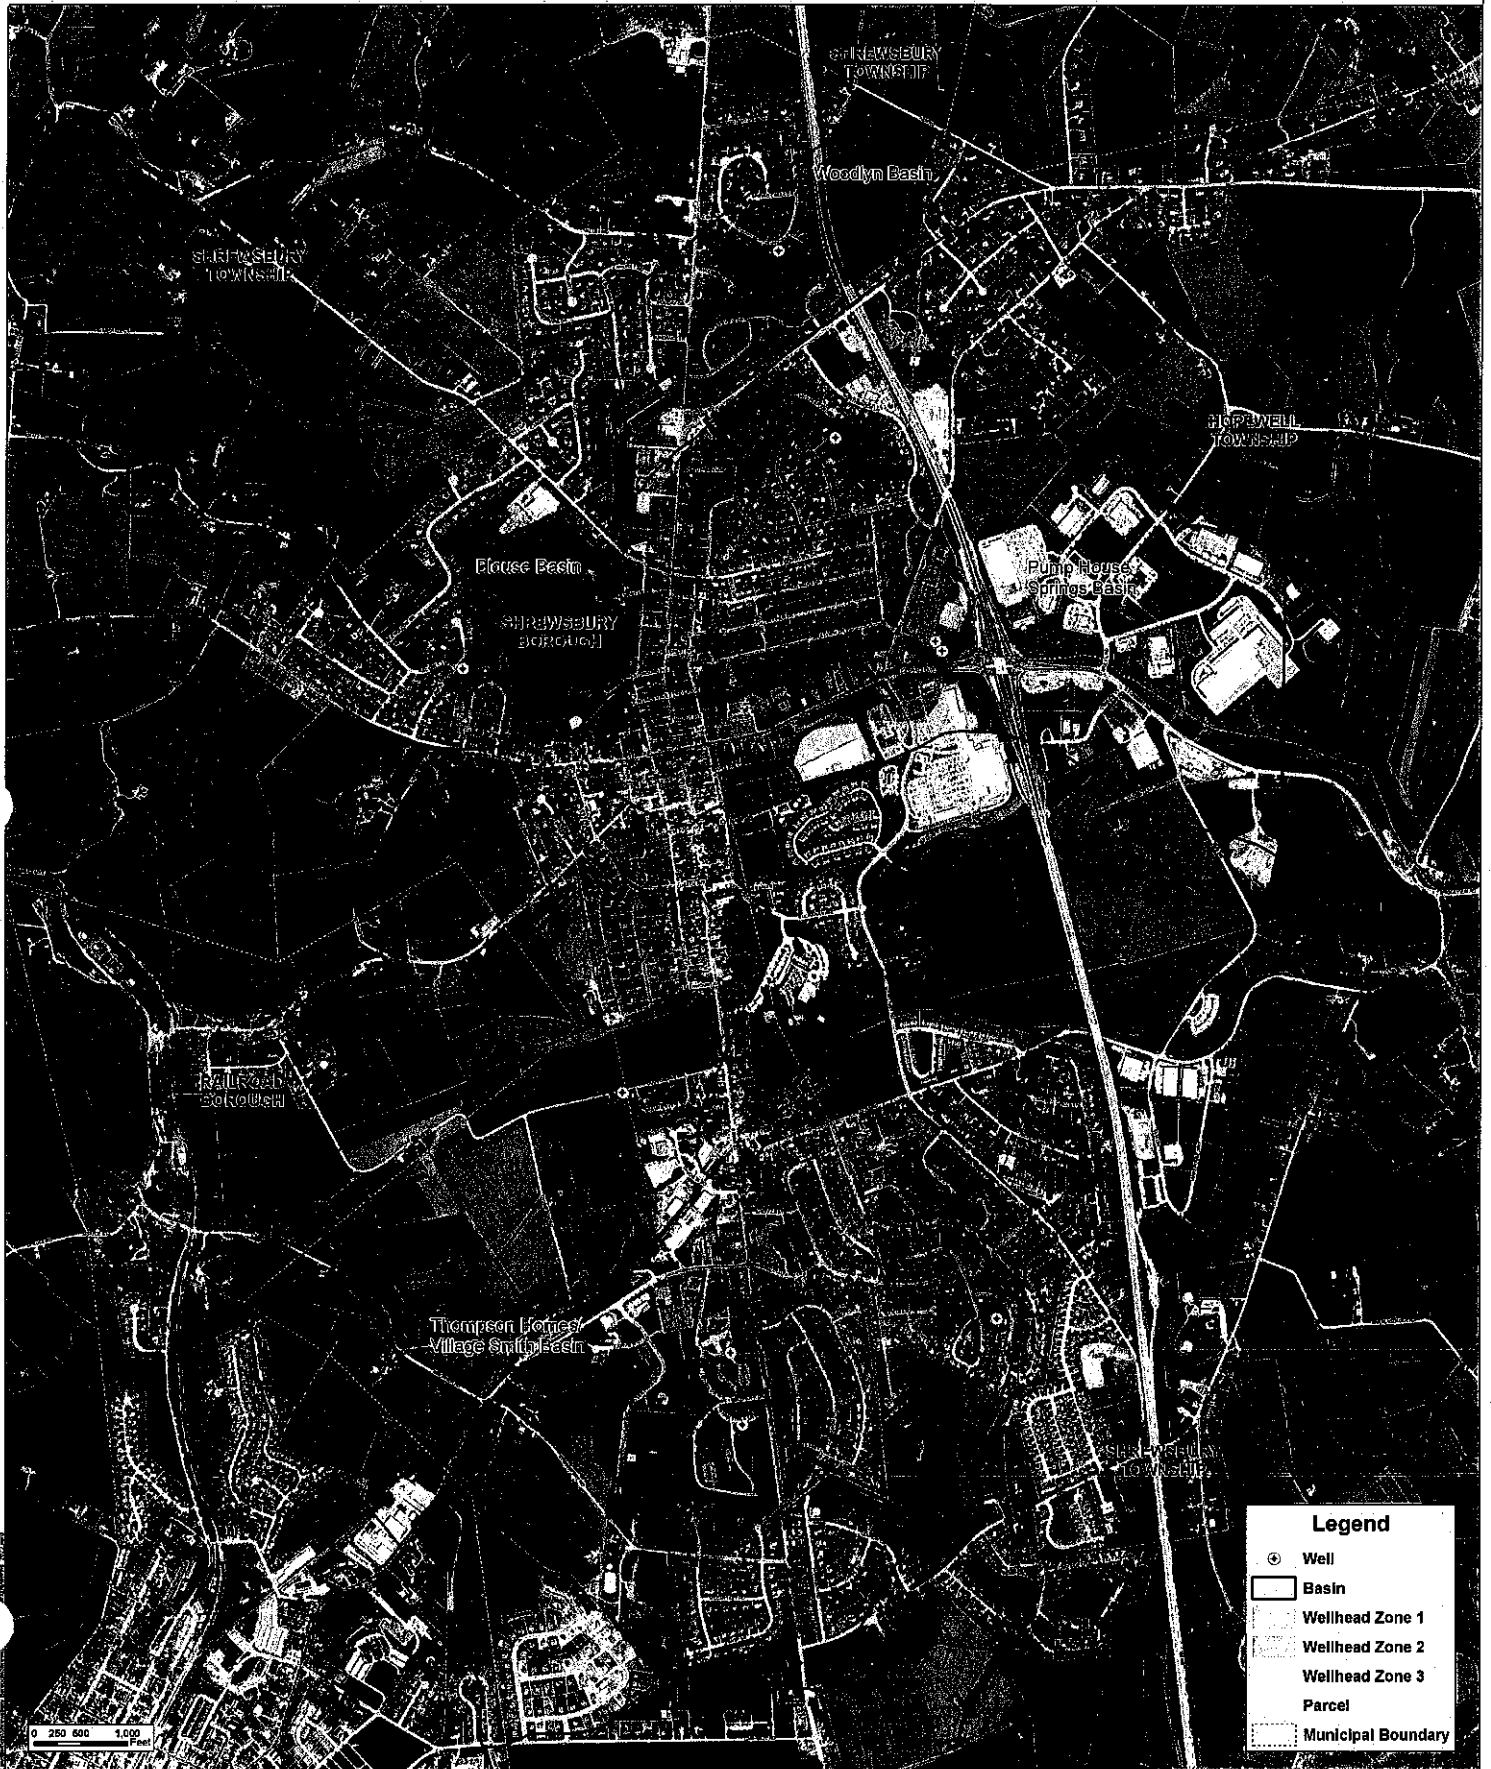 SHREWSBURY
TOWNSHIP
Woodlyn Basin
SHREWSBURY
TOWNSHIP
HOPEWELL
TOWNSHIP
Blouse Basin
Pump House
Springs Basin
SHREWSBURY
BOROUGH
RAILROAD
BOROUGH
Thompson Homes/
Village Smith Basin
SHREWSBURY
TOWNSHIP
Legend
Well
Basin
Wellhead Zone 1
Wellhead Zone 2
Wellhead Zone 3
Parcel
Municipal Boundary
0 250 500 1,000
Feet